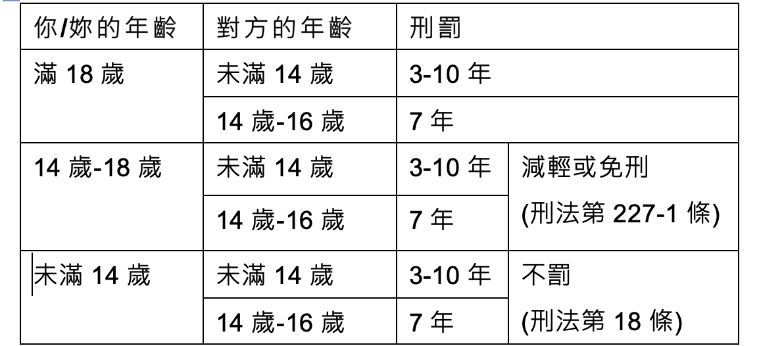 你/妳的年齡 對方的年齡 刑罰
滿 18 歲 未滿 14 歲 3-10 年
14 歲-16 歲 7 年
14 歲-18 歲 未滿 14 歲 3-10 年 減輕或免刑
14 歲-16 歲 7 年 (刑法第 227-1 條)
未滿 14 歲 未滿 14 歲 3-10 年 不罰
14 歲-16 歲 7 年 (刑法第 18 條)